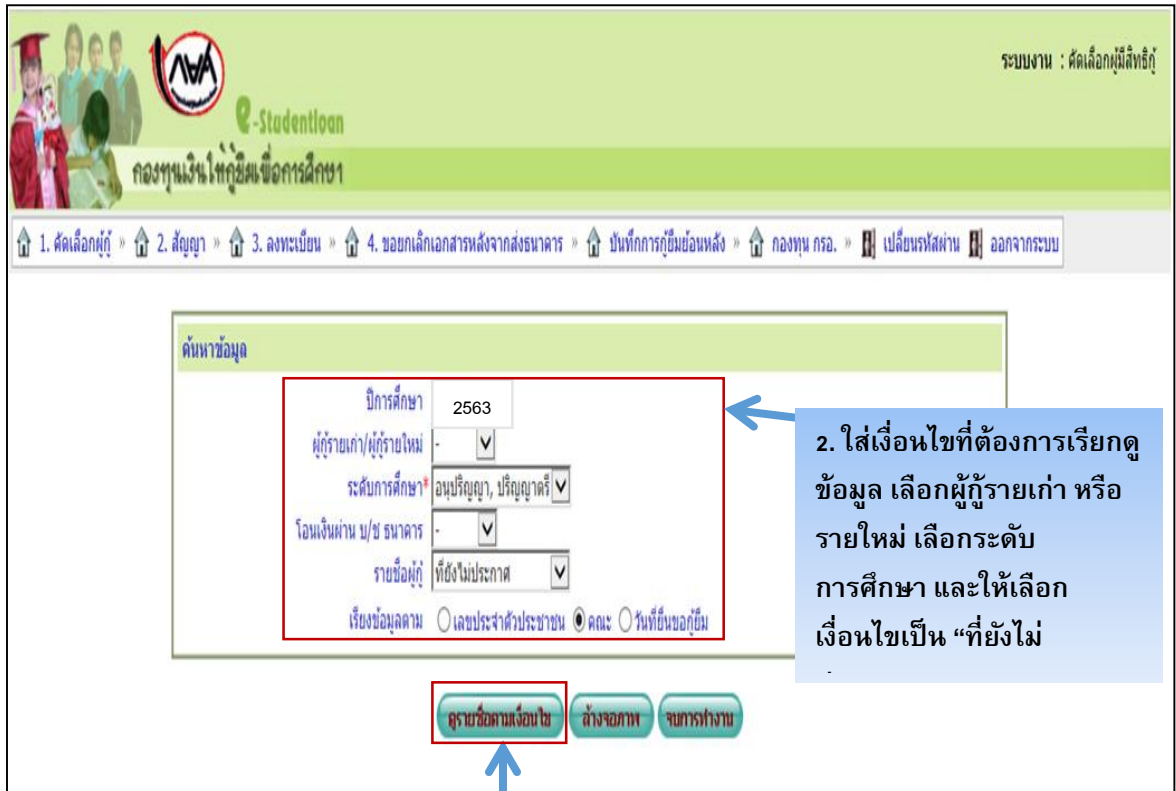 ระบบงาน : คัดเลือกผู้มีสิทธิกู้
กยศ
e-Studentloan
กองทุนเงินให้กู้ยืมเพื่อการศึกษา
1. คัดเลือกผู้กู้ » 2. สัญญา » 3. ลงทะเบียน » 4. ขอยกเลิกเอกสารหลังจากส่งธนาคาร » บันทึกการกู้ยืมย้อนหลัง » กองทุน กรอ. » เปลี่ยนรหัสผ่าน ออกจากระบบ
ค้นหาข้อมูล
ปีการศึกษา 2563
ผู้กู้รายเก่า/ผู้กู้รายใหม่ -
ระดับการศึกษา* อนุปริญญา, ปริญญาตรี
โอนเงินผ่าน บ/ช ธนาคาร -
รายชื่อผู้กู้ ที่ยังไม่ประกาศ
เรียงข้อมูลตาม เลขประจำตัวประชาชน คณะ วันที่ยื่นขอกู้ยืม
2. ใส่เงื่อนไขที่ต้องการเรียกดู
ข้อมูล เลือกผู้กู้รายเก่า หรือ
รายใหม่ เลือกระดับ
การศึกษา และให้เลือก
เงื่อนไขเป็น “ที่ยังไม่
ดูรายชื่อตามเงื่อนไข ล้างจอภาพ จบการทำงาน